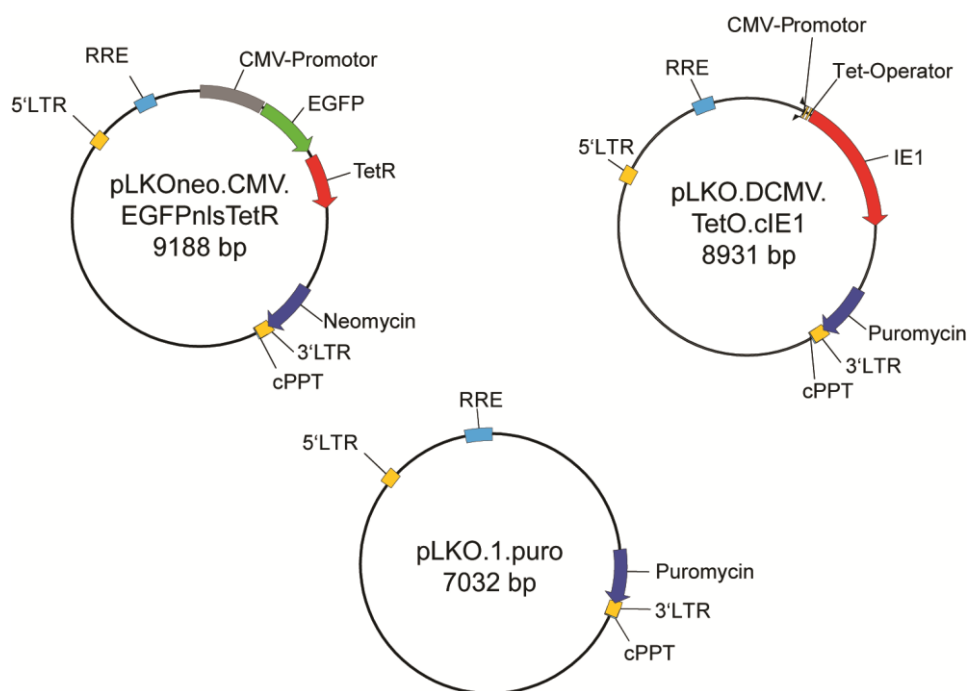 CMV-Promotor
RRE
EGFP
5‘LTR
TetR
pLKOneo.CMV.
EGFPnlsTetR
9188 bp
Neomycin
3‘LTR
cPPT
CMV-Promotor
Tet-Operator
RRE
IE1
5‘LTR
pLKO.DCMV.
TetO.cIE1
8931 bp
Puromycin
3‘LTR
cPPT
RRE
5‘LTR
pLKO.1.puro
7032 bp
Puromycin
3‘LTR
cPPT